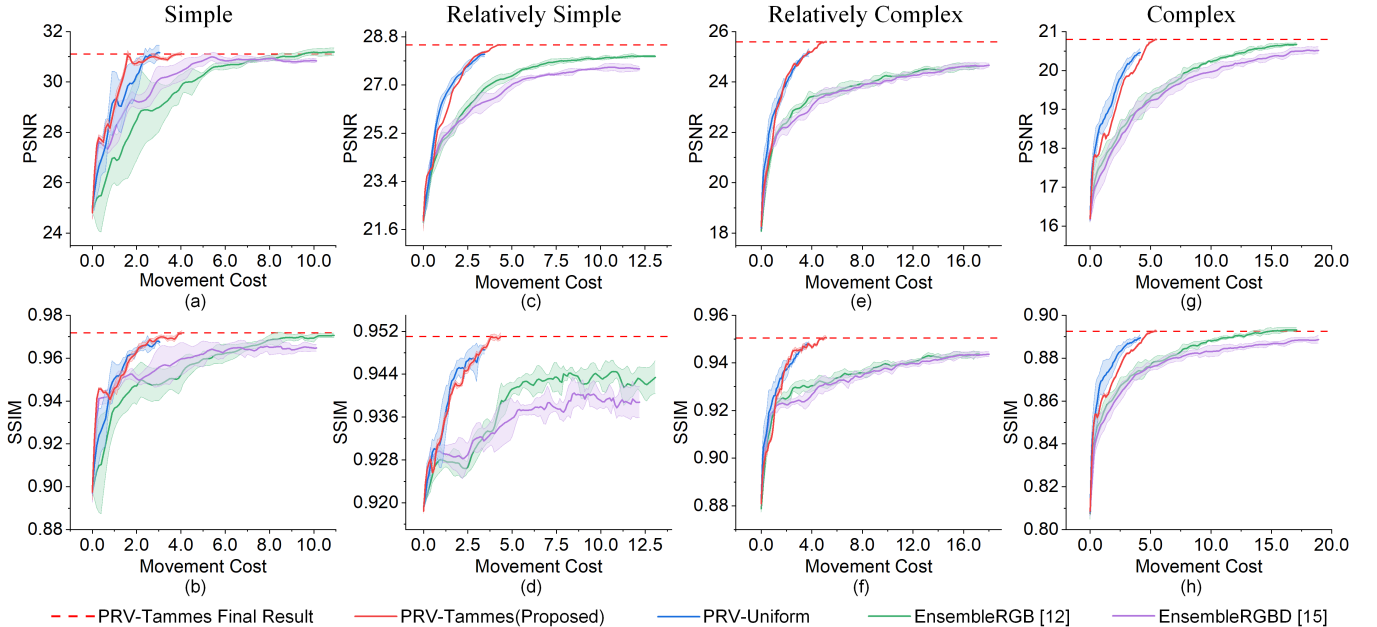 Simple
Relatively Simple
Relatively Complex
Complex
PSNR
32
30
28
26
24
0.0 2.0 4.0 6.0 8.0 10.0
Movement Cost
(a)
PSNR
28.8
27.0
25.2
23.4
21.6
0.0 2.5 5.0 7.5 10.0 12.5
Movement Cost
(c)
PSNR
26
24
22
20
18
0.0 4.0 8.0 12.0 16.0
Movement Cost
(e)
PSNR
21
20
19
18
17
16
0.0 5.0 10.0 15.0 20.0
Movement Cost
(g)
SSIM
0.98
0.96
0.94
0.92
0.90
0.88
0.0 2.0 4.0 6.0 8.0 10.0
Movement Cost
(b)
SSIM
0.952
0.944
0.936
0.928
0.920
0.0 2.5 5.0 7.5 10.0 12.5
Movement Cost
(d)
SSIM
0.96
0.94
0.92
0.90
0.88
0.0 4.0 8.0 12.0 16.0
Movement Cost
(f)
SSIM
0.90
0.88
0.86
0.84
0.82
0.80
0.0 5.0 10.0 15.0 20.0
Movement Cost
(h)
PRV-Tammes Final Result
PRV-Tammes(Proposed)
PRV-Uniform
EnsembleRGB [12]
EnsembleRGBD [15]